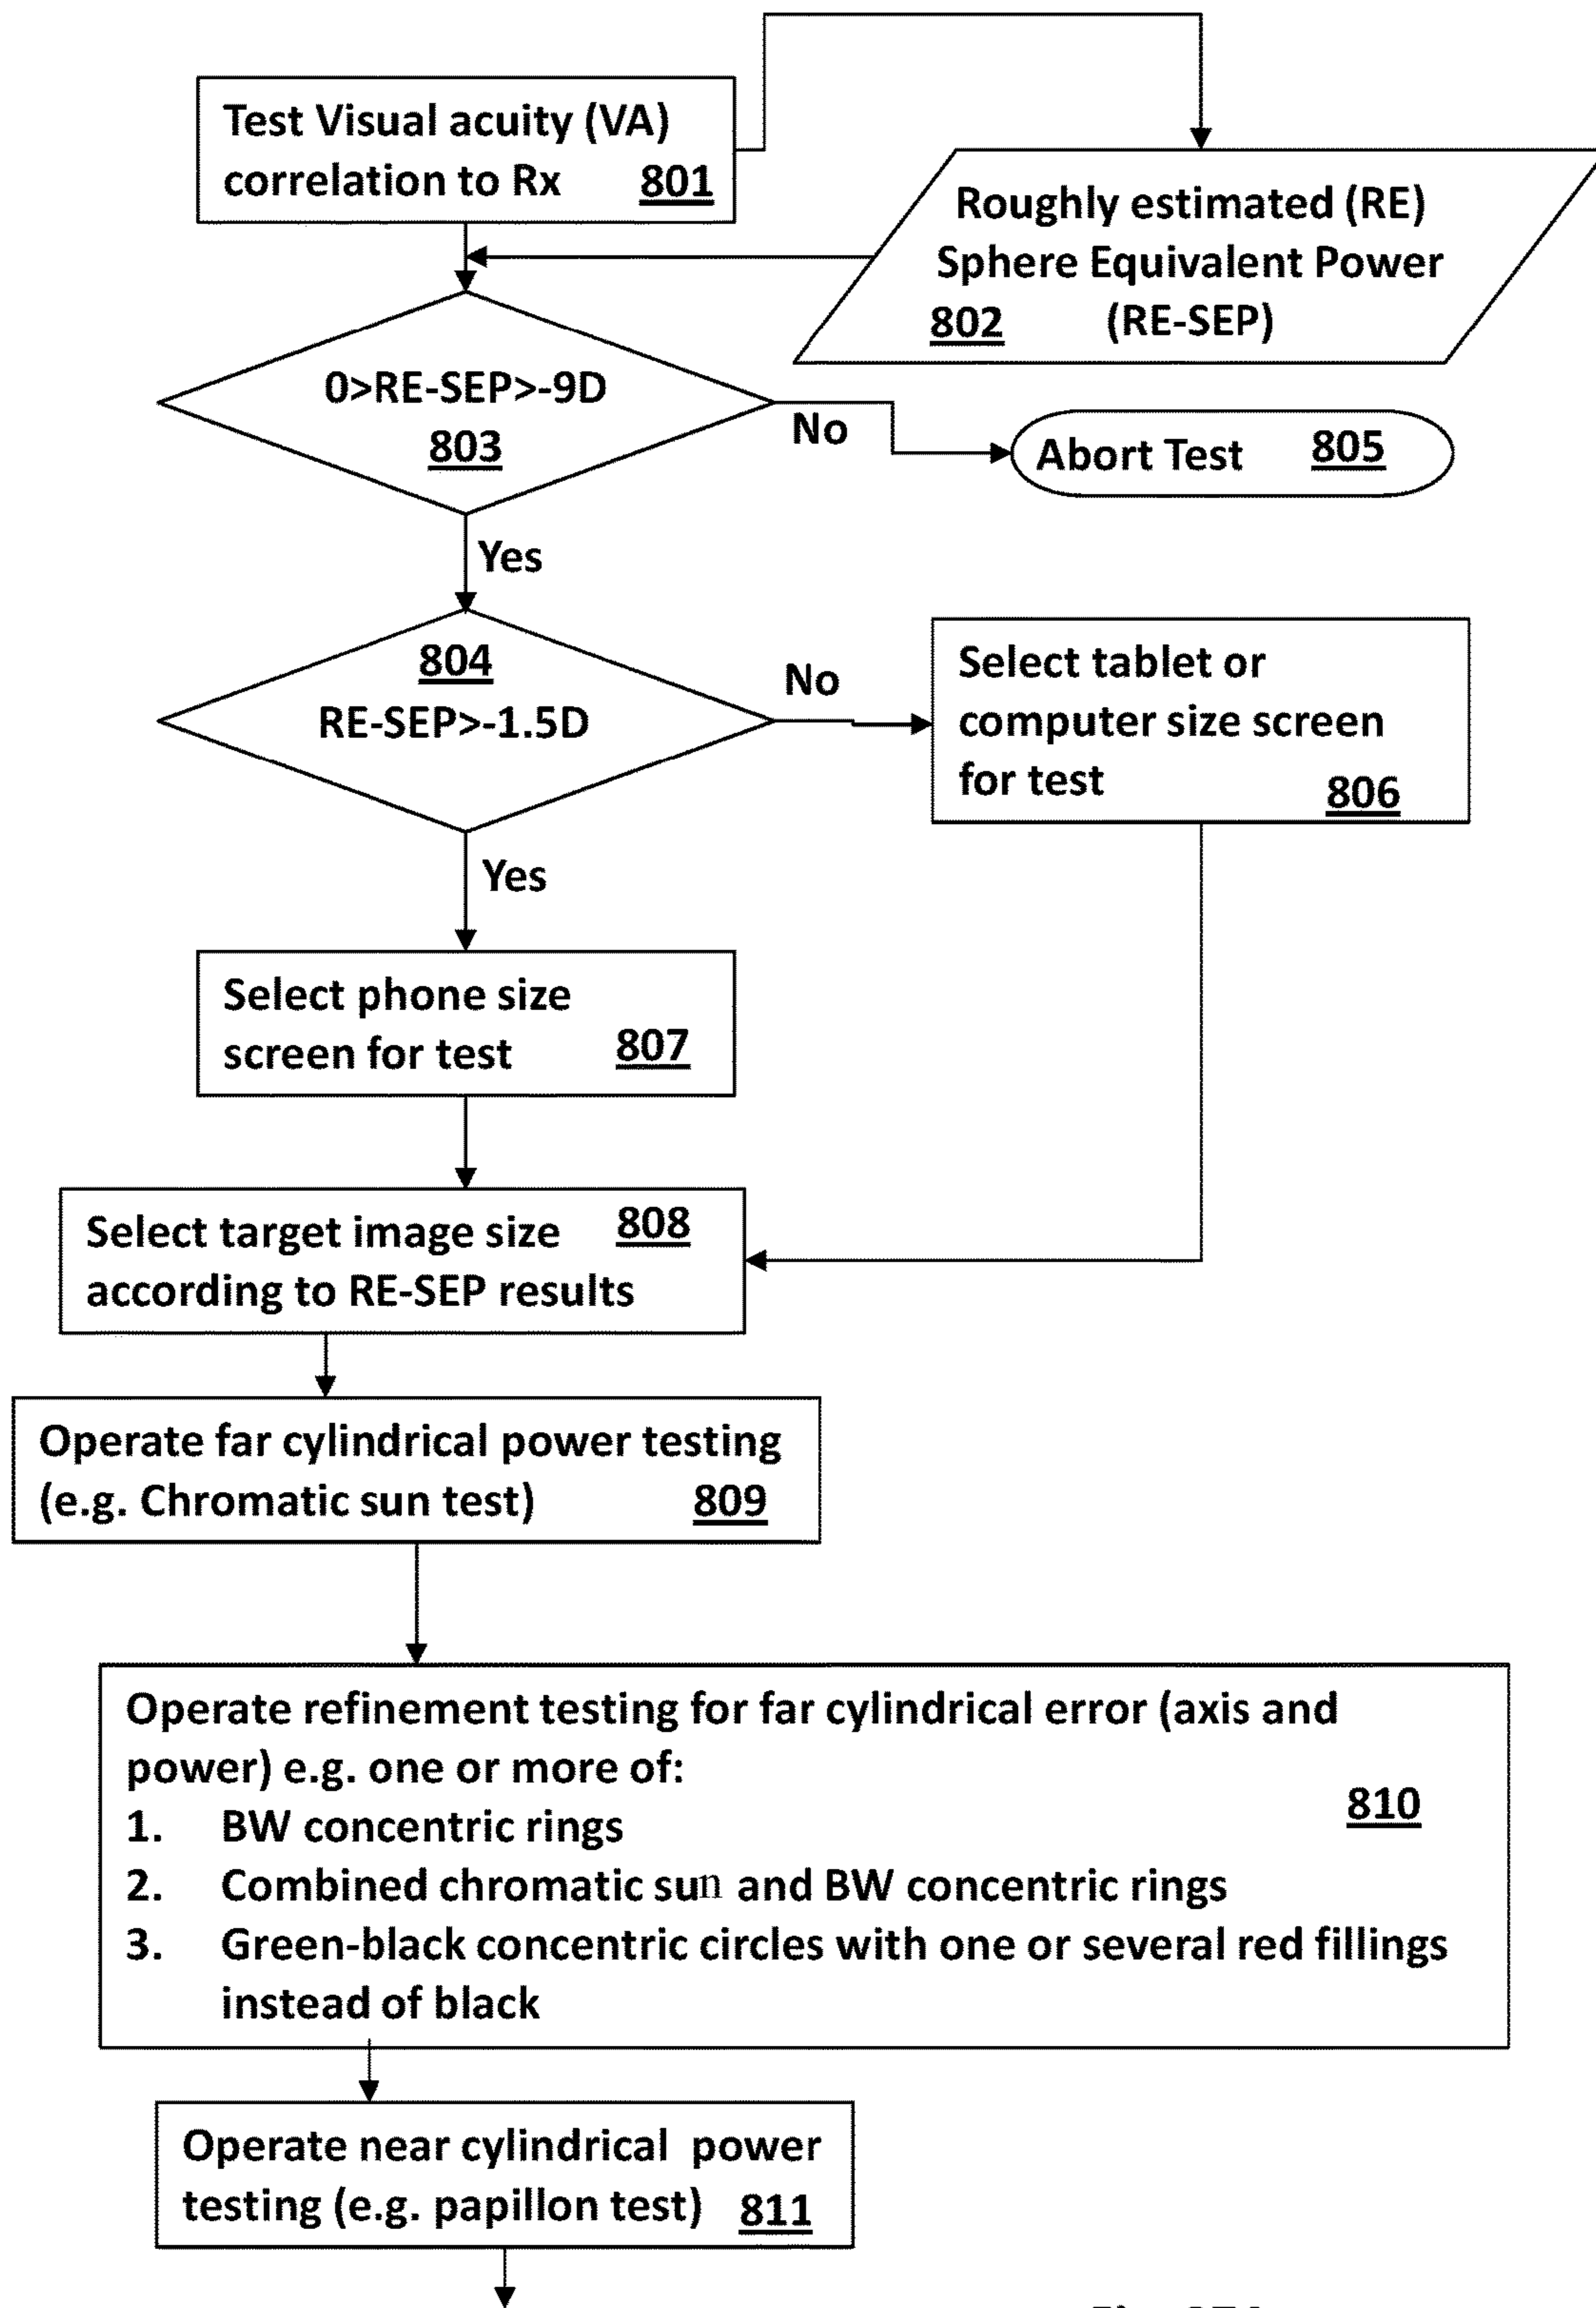 Test Visual acuity (VA)
correlation to Rx 801
Roughly estimated (RE)
Sphere Equivalent Power
802 (RE-SEP)
0>RE-SEP>-9D
803
No
Abort Test 805
Yes
804
RE-SEP>-1.5D
No
Select tablet or
computer size screen
for test 806
Yes
Select phone size
screen for test 807
Select target image size 808
according to RE-SEP results
Operate far cylindrical power testing
(e.g. Chromatic sun test) 809
Operate refinement testing for far cylindrical error (axis and
power) e.g. one or more of:
810
1. BW concentric rings
2. Combined chromatic sun and BW concentric rings
3. Green-black concentric circles with one or several red fillings
instead of black
Operate near cylindrical power
testing (e.g. papillon test) 811